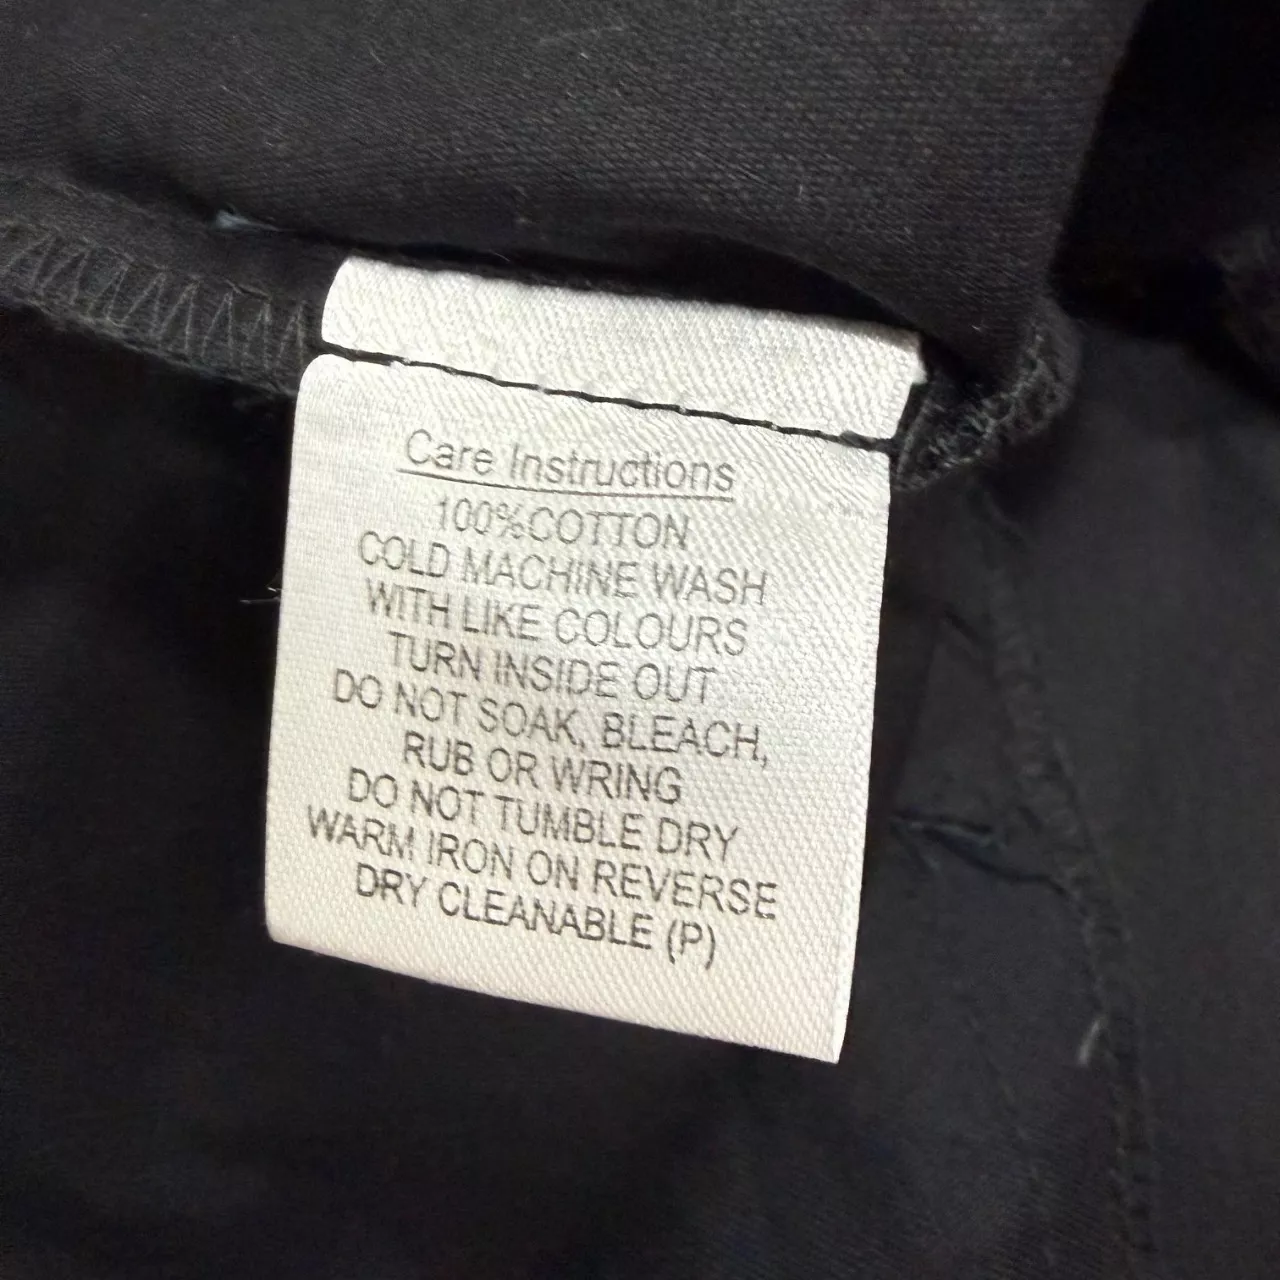 Care Instructions
100%COTTON
COLD MACHINE WASH
WITH LIKE COLOURS
TURN INSIDE OUT
DO NOT SOAK, BLEACH,
RUB OR WRING
DO NOT TUMBLE DRY
WARM IRON ON REVERSE
DRY CLEANABLE (P)